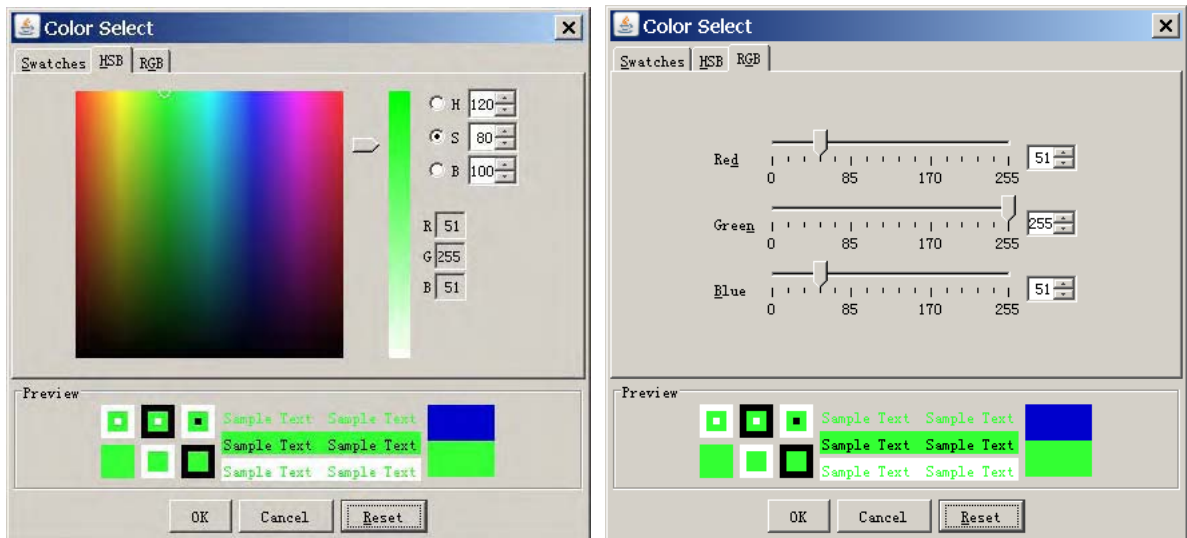 Color Select
Swatches HSB RGB
H 120
S 80
B 100
R 51
G 255
B 51
Preview
Sample Text Sample Text
Sample Text Sample Text
Sample Text Sample Text
OK Cancel Reset
Color Select
Swatches HSB RGB
Red 51
0 85 170 255
Green 255
0 85 170 255
Blue 51
0 85 170 255
Preview
Sample Text Sample Text
Sample Text Sample Text
Sample Text Sample Text
OK Cancel Reset